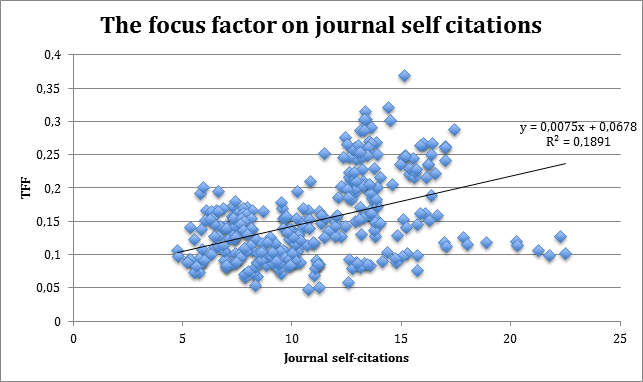 The focus factor on journal self citations
0,4
0,35
0,3
0,25
0,2
0,15
0,1
0,05
0
TFF
y = 0,0075x + 0,0678
R² = 0,1891
0 5 10 15 20 25
Journal self-citations